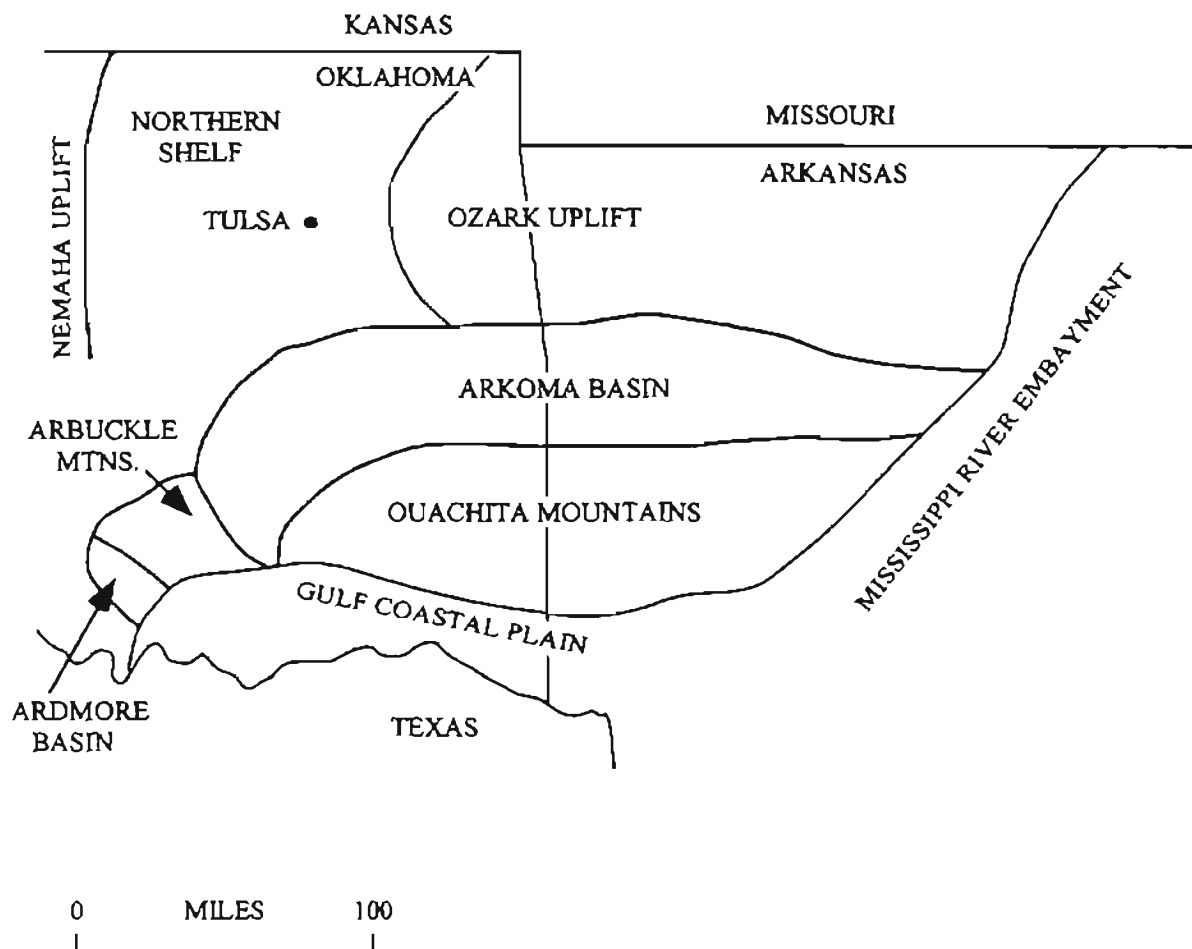 KANSAS
OKLAHOMA
NORTHERN
SHELF
MISSOURI
ARKANSAS
NEMAHA UPLIFT
TULSA
OZARK UPLIFT
MISSISSIPPI RIVER EMBAYMENT
ARKOMA BASIN
ARBUCKLE
MTNS.
OUACHITA MOUNTAINS
GULF COASTAL PLAIN
ARDMORE
BASIN
TEXAS
0 MILES 100